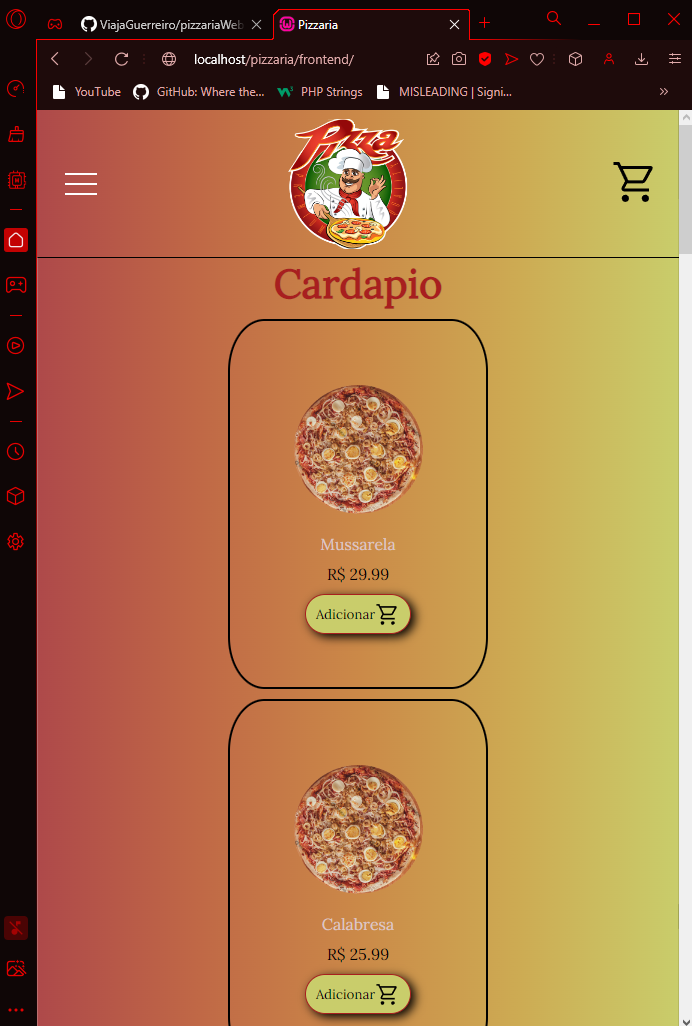 ViajaGuerreiro/pizzariaWeb
Pizzaria
localhost/pizzaria/frontend/
YouTube
GitHub: Where the...
PHP Strings
MISLEADING | Signi...
Pizza
Cardapio
Mussarela
R$ 29.99
Adicionar
Calabresa
R$ 25.99
Adicionar